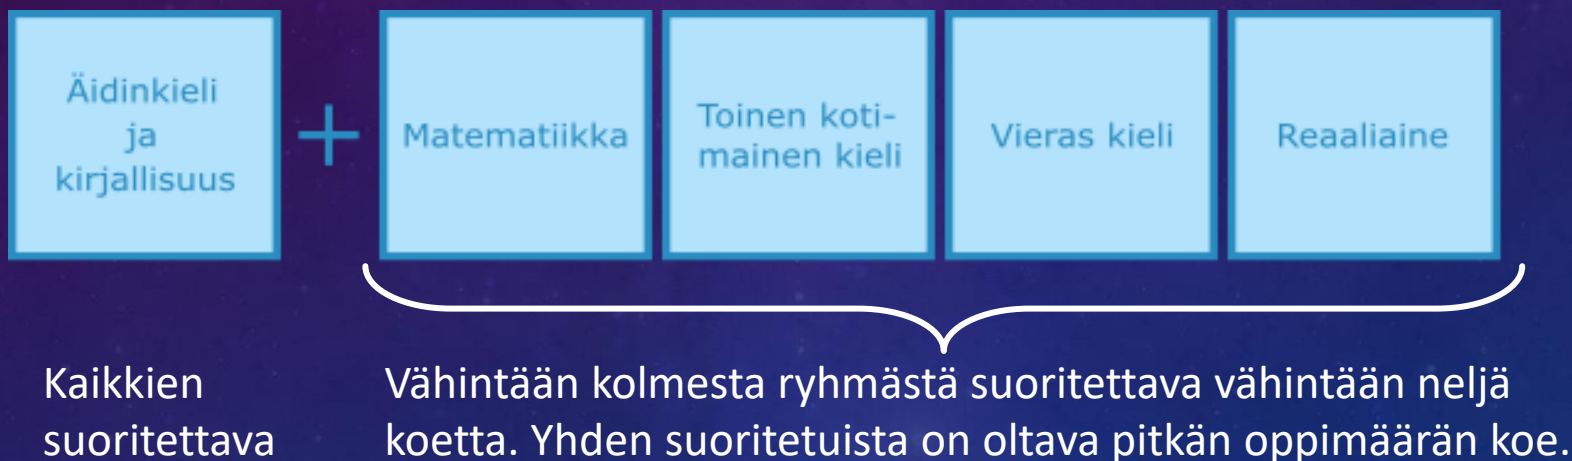 Äidinkieli
ja
kirjallisuus
+
Matematiikka
Toinen koti-
mainen kieli
Vieras kieli
Reaaliaine
Kaikkien
suoritettava
Vähintään kolmesta ryhmästä suoritettava vähintään neljä
koetta. Yhden suoritetuista on oltava pitkän oppimäärän koe.